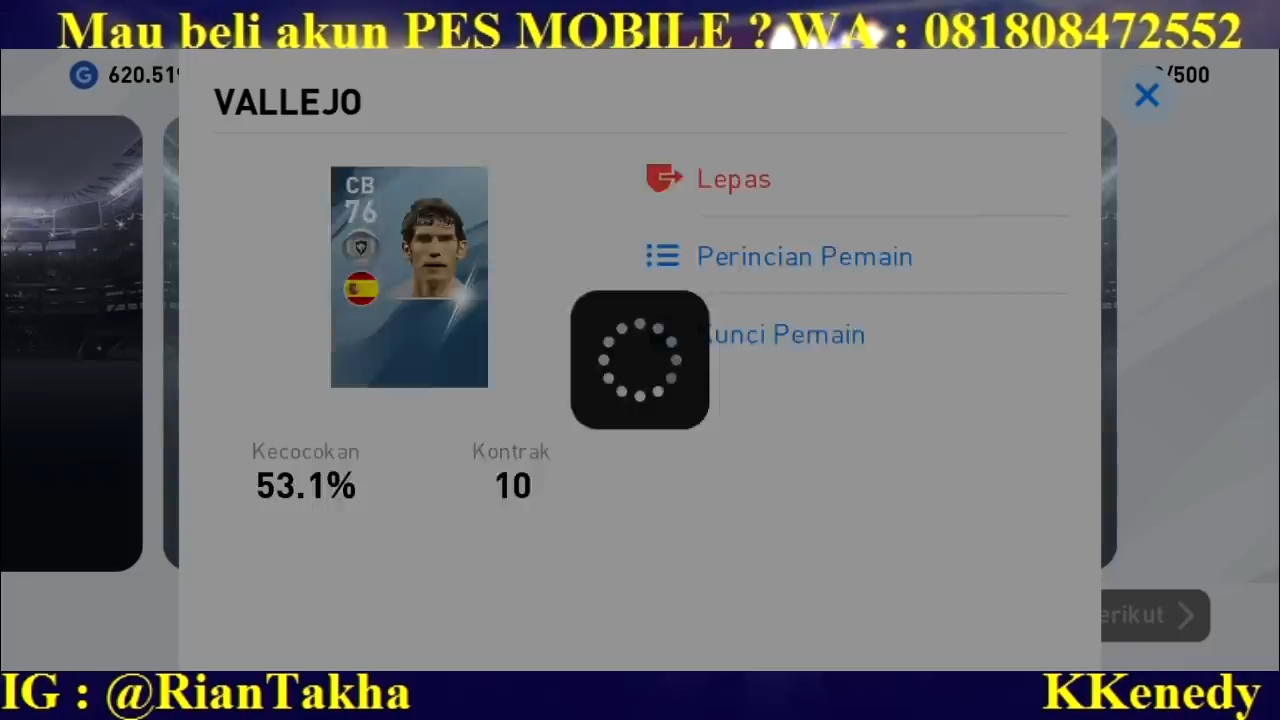 Mau beli akun PES MOBILE ? WA : 081808472552
G 620.51
/500
VALLEJO
CB
76
Lepas
Perincian Pemain
Kunci Pemain
Kecocokan
53.1%
Kontrak
10
erikut
IG : @RianTakha
KKenedy